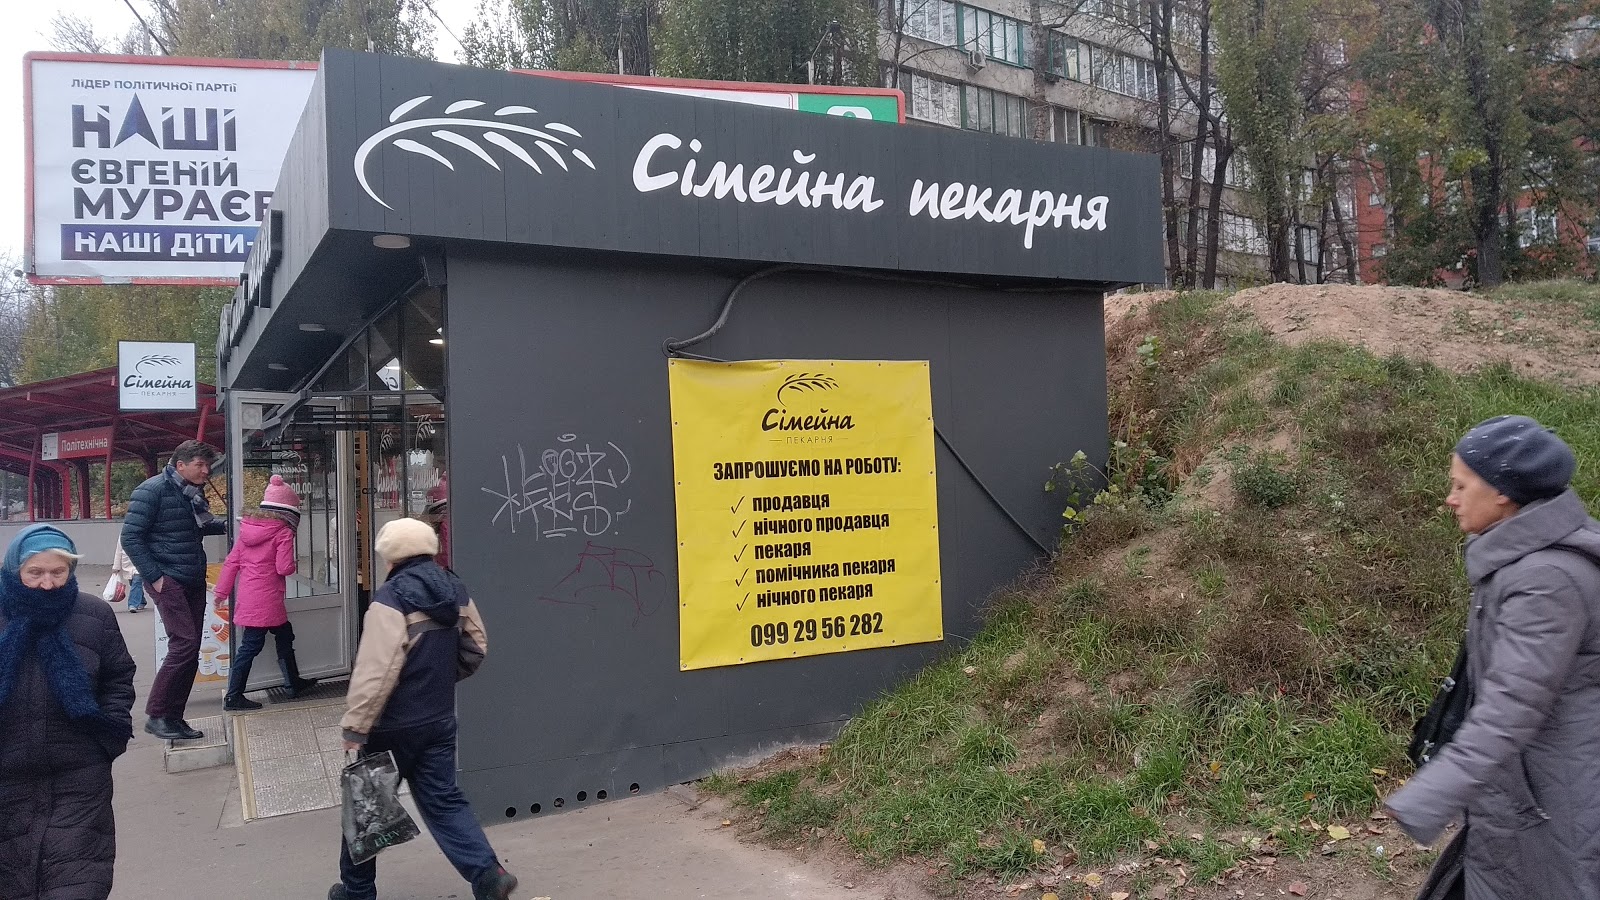 ЛІДЕР ПОЛІТИЧНОЇ ПАРТІЇ
НАШІ
ЄВГЕНІЙ
МУРАЄВ
НАШІ ДІТИ-
Сімейна пекарня
Сімейна
ПЕКАРНЯ
Політехнічна
Сімейна
ПЕКАРНЯ
ЗАПРОШУЄМО НА РОБОТУ:
✓ продавця
✓ нічного продавця
✓ пекаря
✓ помічника пекаря
✓ нічного пекаря
099 29 56 282